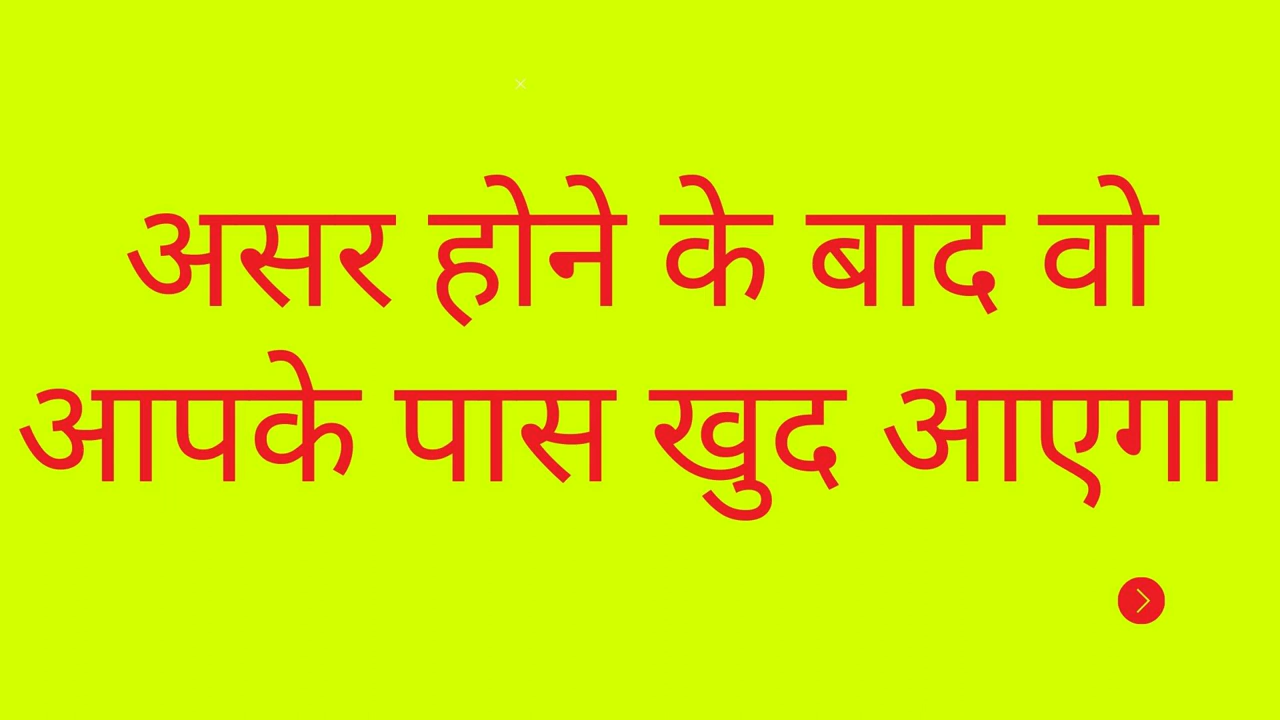 असर होने के बाद वो
आपके पास खुद आएगा